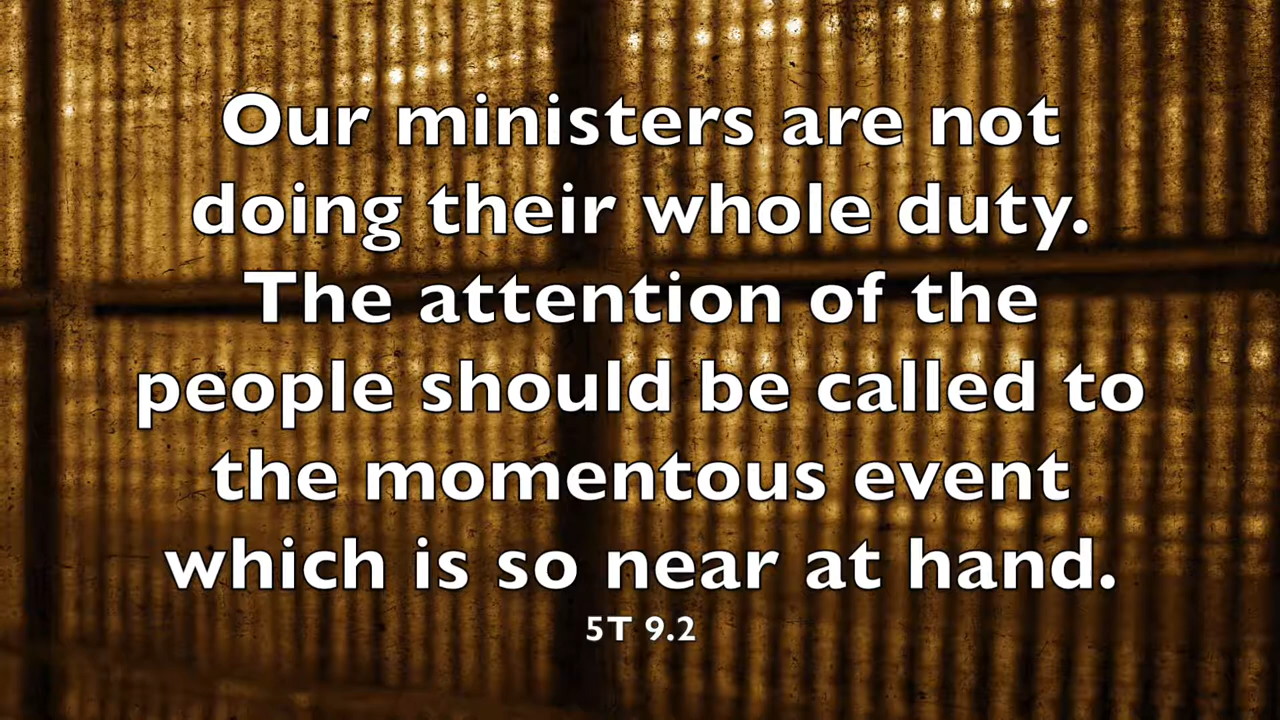 Our ministers are not
doing their whole duty.
The attention of the
people should be called to
the momentous event
which is so near at hand.
5T 9.2